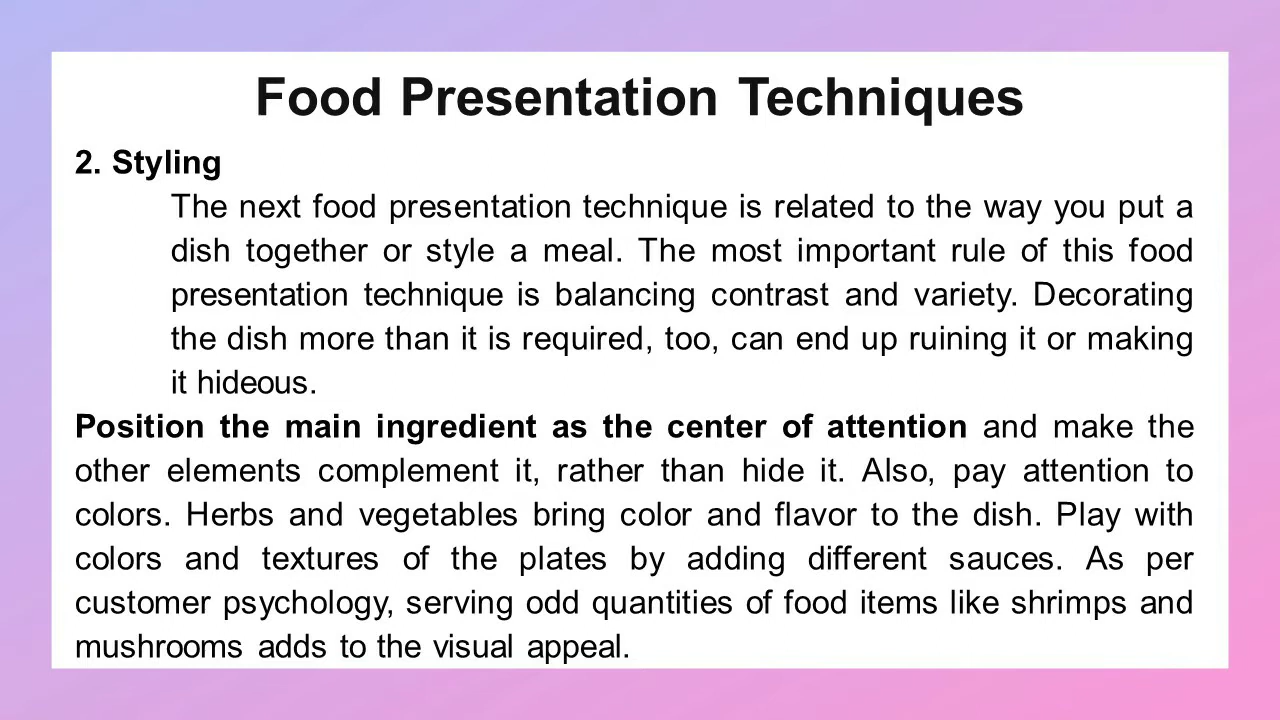 Food Presentation Techniques
2. Styling
The next food presentation technique is related to the way you put a
dish together or style a meal. The most important rule of this food
presentation technique is balancing contrast and variety. Decorating
the dish more than it is required, too, can end up ruining it or making
it hideous.
Position the main ingredient as the center of attention and make the
other elements complement it, rather than hide it. Also, pay attention to
colors. Herbs and vegetables bring color and flavor to the dish. Play with
colors and textures of the plates by adding different sauces. As per
customer psychology, serving odd quantities of food items like shrimps and
mushrooms adds to the visual appeal.